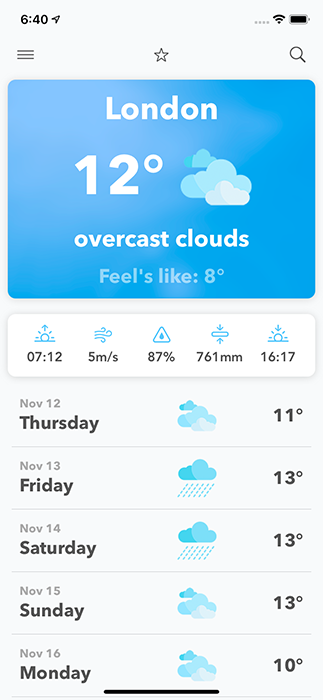 6:40
London
12°
overcast clouds
Feel's like: 8°
07:12 5m/s 87% 761mm 16:17
Nov 12
Thursday 11°
Nov 13
Friday 13°
Nov 14
Saturday 13°
Nov 15
Sunday 13°
Nov 16
Monday 10°